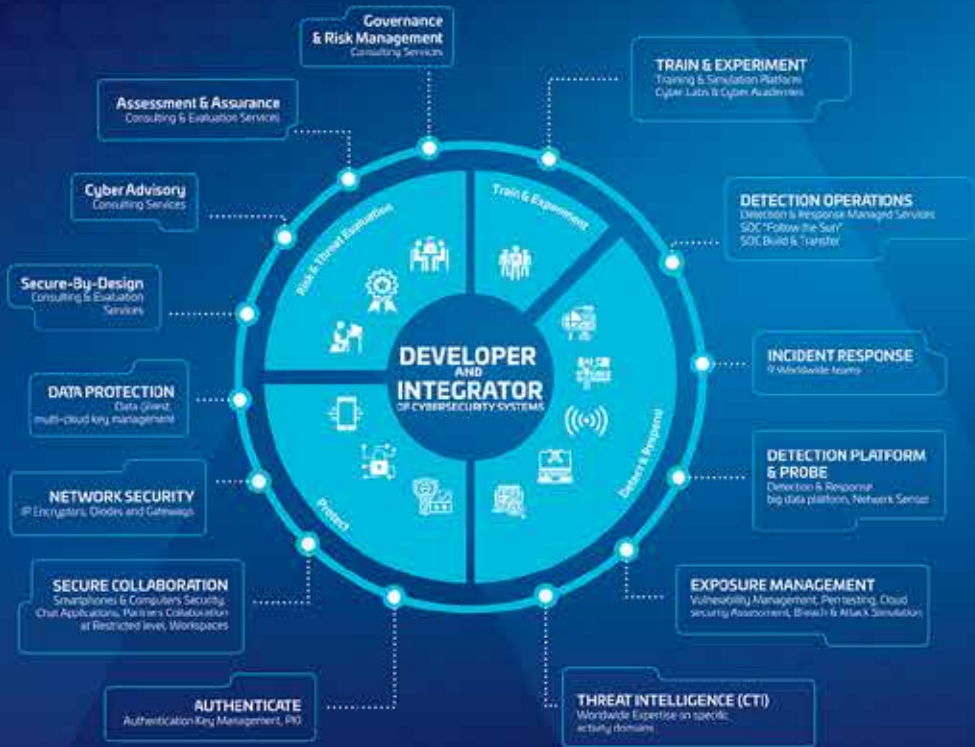 Governance
& Risk Management
Consulting Services
TRAIN & EXPERIMENT
Training & Simulation Platform
Cyber Labs & Cyber Academies
Assessment & Assurance
Consulting & Evaluation Services
Cyber Advisory
Consulting Services
DETECTION OPERATIONS
Detection & Response Managed Services
SOC "Follow the Sun"
SOC Build & Transfer
Secure-By-Design
Consulting & Evaluation
Services
INCIDENT RESPONSE
Worldwide teams
DATA PROTECTION
Data
multi-cloud key management
DETECTION PLATFORM
& PROBE
Detection & Response
big data platform, Network Sensor
NETWORK SECURITY
IP Encryptors, Diodes and Gateways
SECURE COLLABORATION
Smartphones & Computers Security,
Chat Applications, Partners Collaboration
at Restricted level, Workspaces
EXPOSURE MANAGEMENT
Vulnerability Management, Pentesting, Cloud
security Assessment, Breach & Attack Simulation
AUTHENTICATE
Authentication Key Management, PKI
THREAT INTELLIGENCE (CTI)
Worldwide Expertise on specific
activity domains
Risk & Threat Evaluation
Train & Experiment
Detect & Respond
Protect
DEVELOPER
AND
INTEGRATOR
OF CYBERSECURITY SYSTEMS